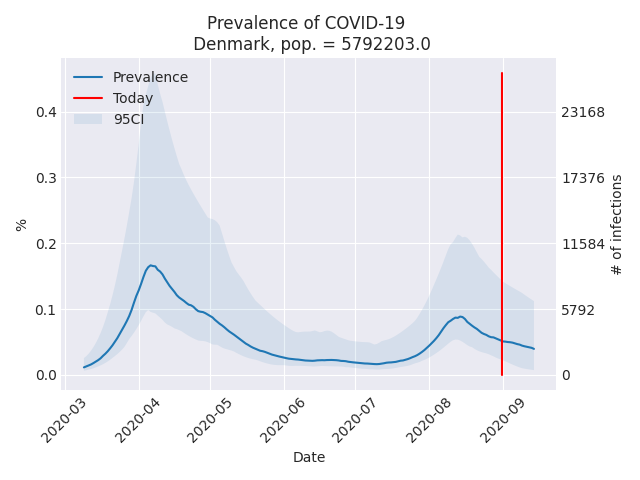 Prevalence of COVID-19
Denmark, pop. = 5792203.0
Prevalence
Today
95CI
%
0.4
0.3
0.2
0.1
0.0
23168
17376
11584
5792
0
# of infections
2020-03
2020-04
2020-05
2020-06
2020-07
2020-08
2020-09
Date